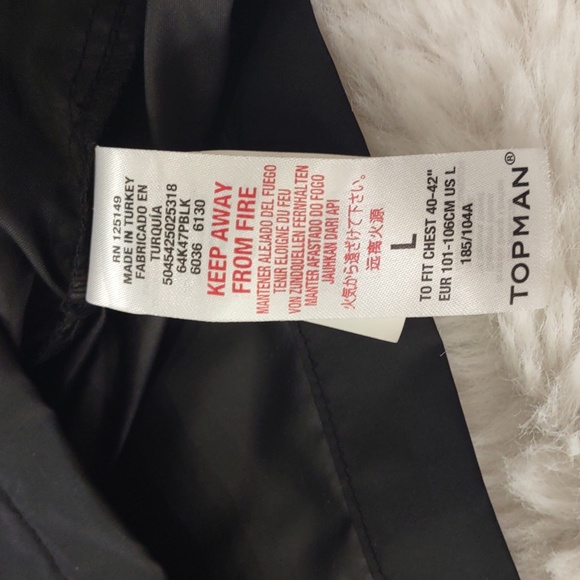 TOPMAN®
TO FIT CHEST 40-42"
EUR 101-106CM US L
185/104A
L
远离火源
火気から遠ざけて下さい。
JAUHKAN DARI API
MANTER AFASTADO DO FOGO
VON ZÜNDQUELLEN FERNHALTEN
TENIR ÉLOIGNÉ DU FEU
MANTENER ALEJADO DEL FUEGO
KEEP AWAY
FROM FIRE
6036 6130
64K47PBLK
5045425025318
TURQUIA
FABRICADO EN
MADE IN TURKEY
RN 125149